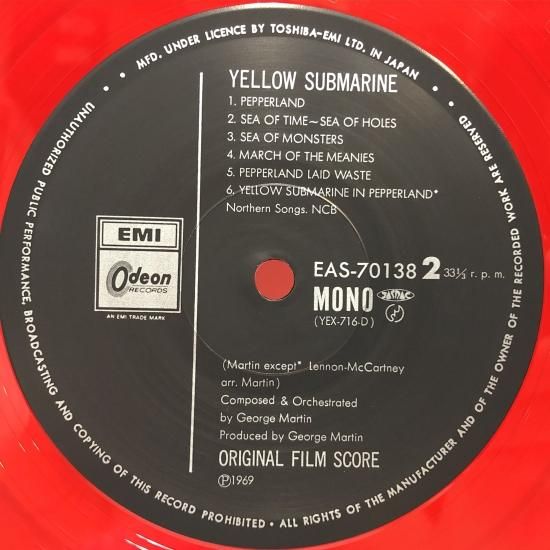 MFD. UNDER LICENCE BY TOSHIBA-EMI LTD. IN JAPAN
YELLOW SUBMARINE
1. PEPPERLAND
2. SEA OF TIME~SEA OF HOLES
3. SEA OF MONSTERS
4. MARCH OF THE MEANIES
5. PEPPERLAND LAID WASTE
6. YELLOW SUBMARINE IN PEPPERLAND*
Northern Songs. NCB
EMI
Odeon
RECORDS
AN EMI TRADE MARK
EAS-70138 2 33⅓ r. p. m.
MONO
(YEX-716-D)
(Martin except* Lennon-McCartney
arr. Martin)
Composed & Orchestrated
by George Martin
Produced by George Martin
ORIGINAL FILM SCORE
Ⓟ1969
UNAUTHORIZED PUBLIC PERFORMANCE, BROADCASTING AND COPYING OF THIS RECORD PROHIBITED • ALL RIGHTS OF THE MANUFACTURER AND OF THE OWNER OF THE RECORDED WORK ARE RESERVED